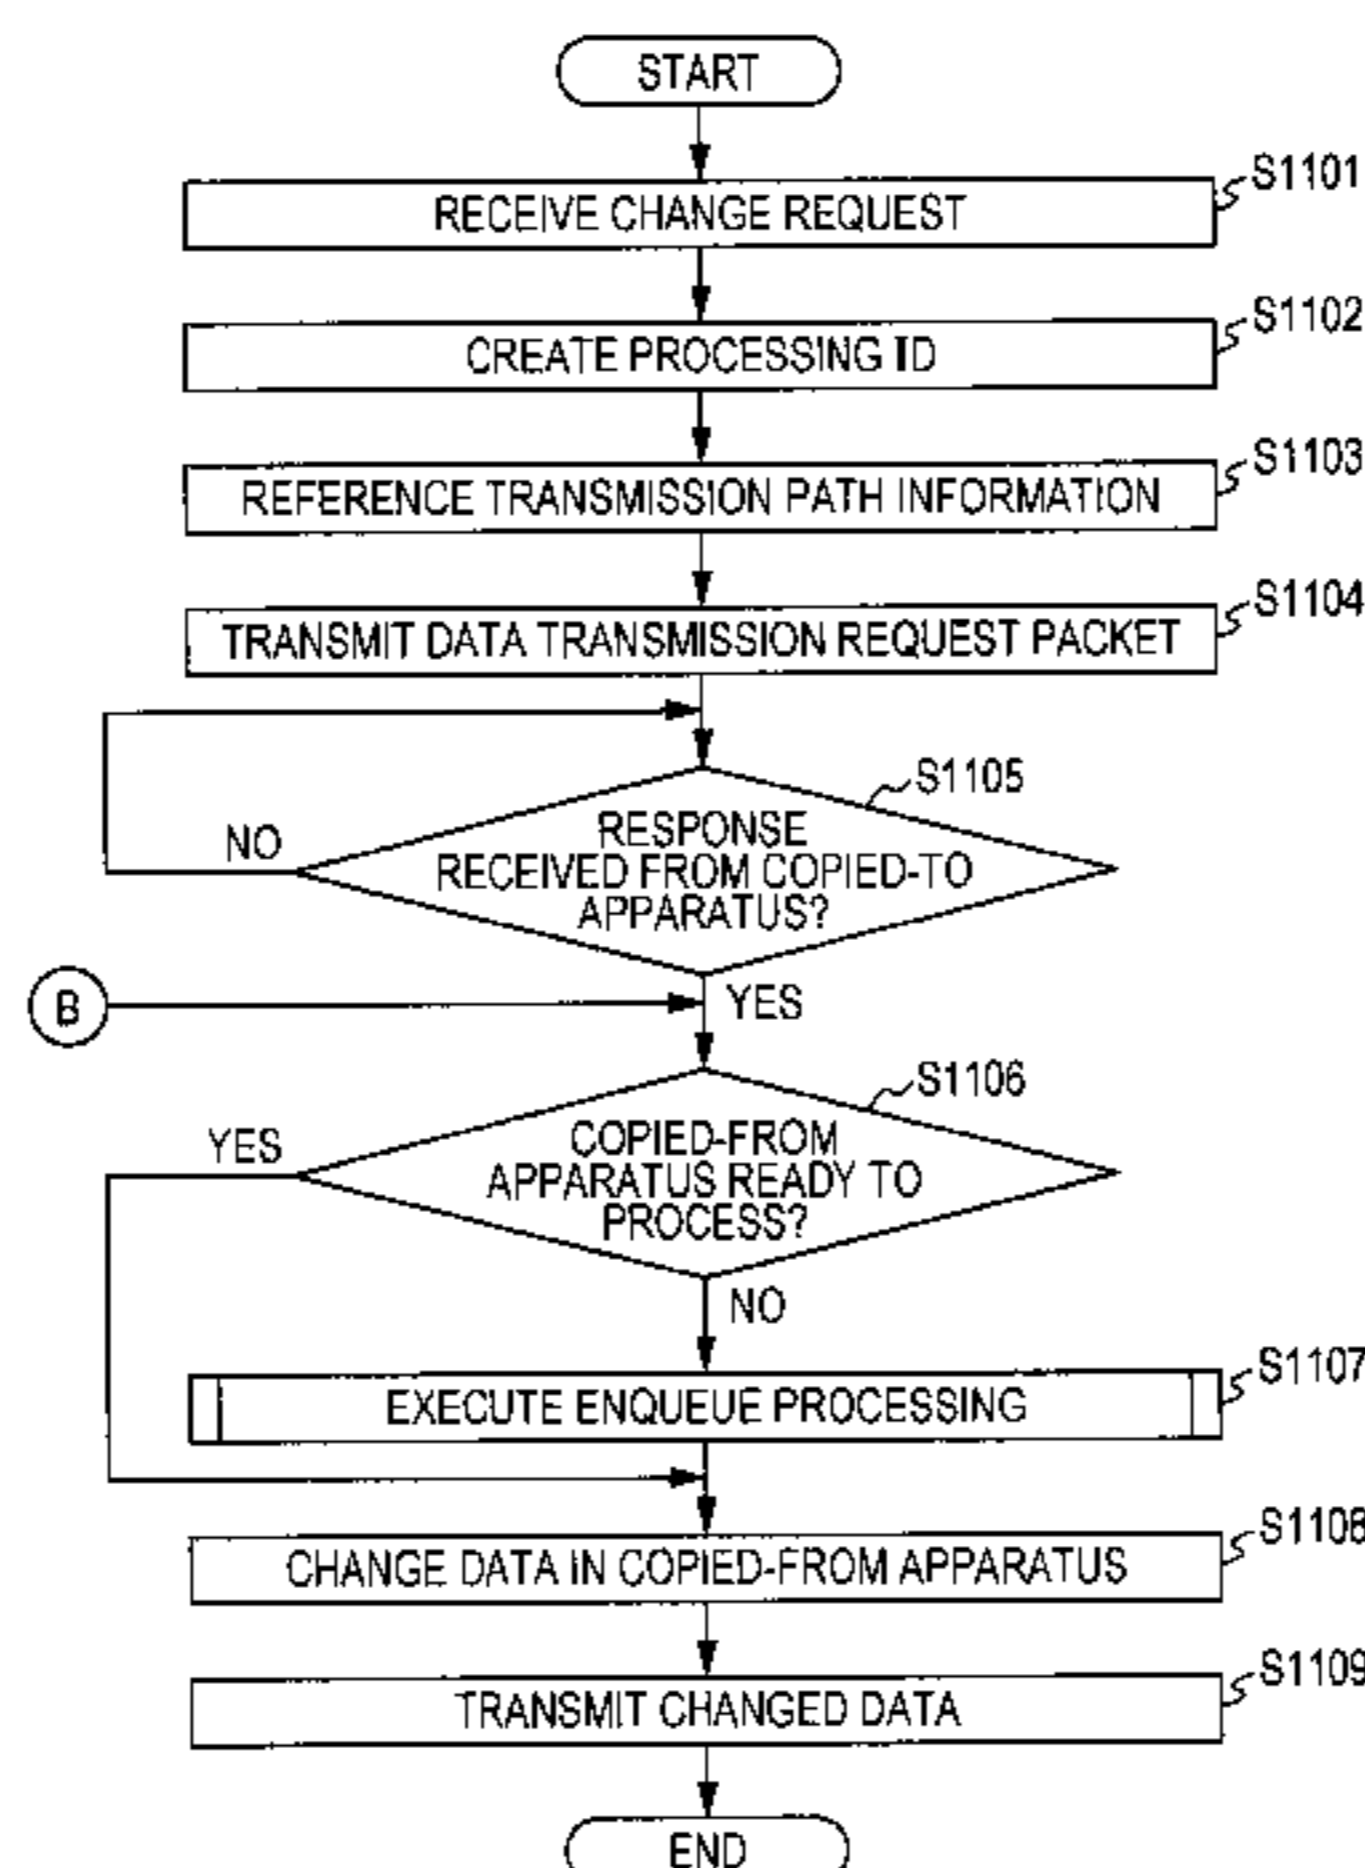 START
S1101
RECEIVE CHANGE REQUEST
S1102
CREATE PROCESSING ID
S1103
REFERENCE TRANSMISSION PATH INFORMATION
S1104
TRANSMIT DATA TRANSMISSION REQUEST PACKET
S1105
NO
RESPONSE
RECEIVED FROM COPIED-TO
APPARATUS?
B
YES
S1106
YES
COPIED-FROM
APPARATUS READY TO
PROCESS?
NO
S1107
EXECUTE ENQUEUE PROCESSING
S1108
CHANGE DATA IN COPIED-FROM APPARATUS
S1109
TRANSMIT CHANGED DATA
END